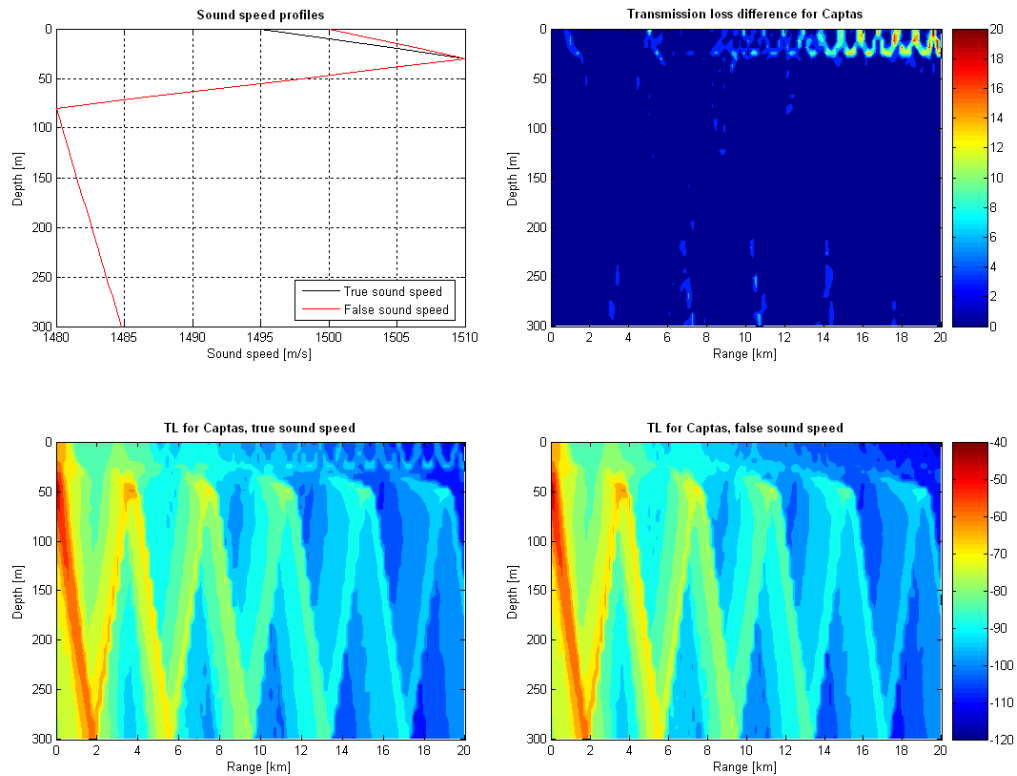 Sound speed profiles
0
50
100
150
200
250
300
Depth [m]
1480 1485 1490 1495 1500 1505 1510
Sound speed [m/s]
True sound speed
False sound speed
Transmission loss difference for Captas
0
50
100
150
200
250
300
Depth [m]
0 2 4 6 8 10 12 14 16 18 20
Range [km]
20
18
16
14
12
10
8
6
4
2
0
TL for Captas, true sound speed
0
50
100
150
200
250
300
Depth [m]
0 2 4 6 8 10 12 14 16 18 20
Range [km]
TL for Captas, false sound speed
0
50
100
150
200
250
300
Depth [m]
0 2 4 6 8 10 12 14 16 18 20
Range [km]
-40
-50
-60
-70
-80
-90
-100
-110
-120